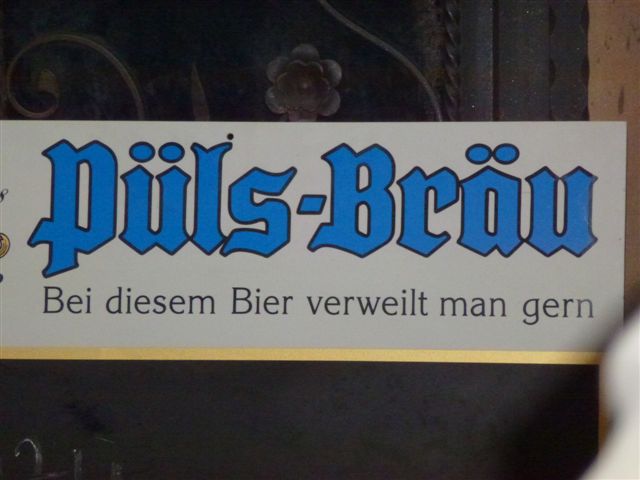 Püls-Bräu
Bei diesem Bier verweilt man gern